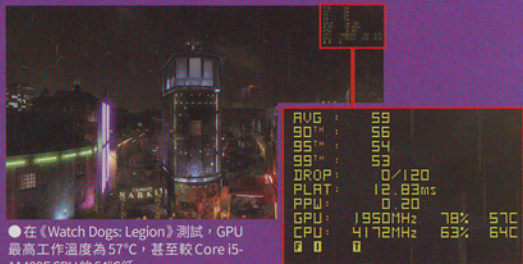 MARKET
AVG : 59
90TH : 56
95TH : 54
99TH : 53
DROP: 0/120
PLAT: 12.83ms
PPW: 0.20
GPU: 1950MHz 78% 57C
CPU: 4172MHz 63% 64C
F I T
●在《Watch Dogs: Legion》測試，GPU
最高工作溫度為57°C，甚至較Core i5-